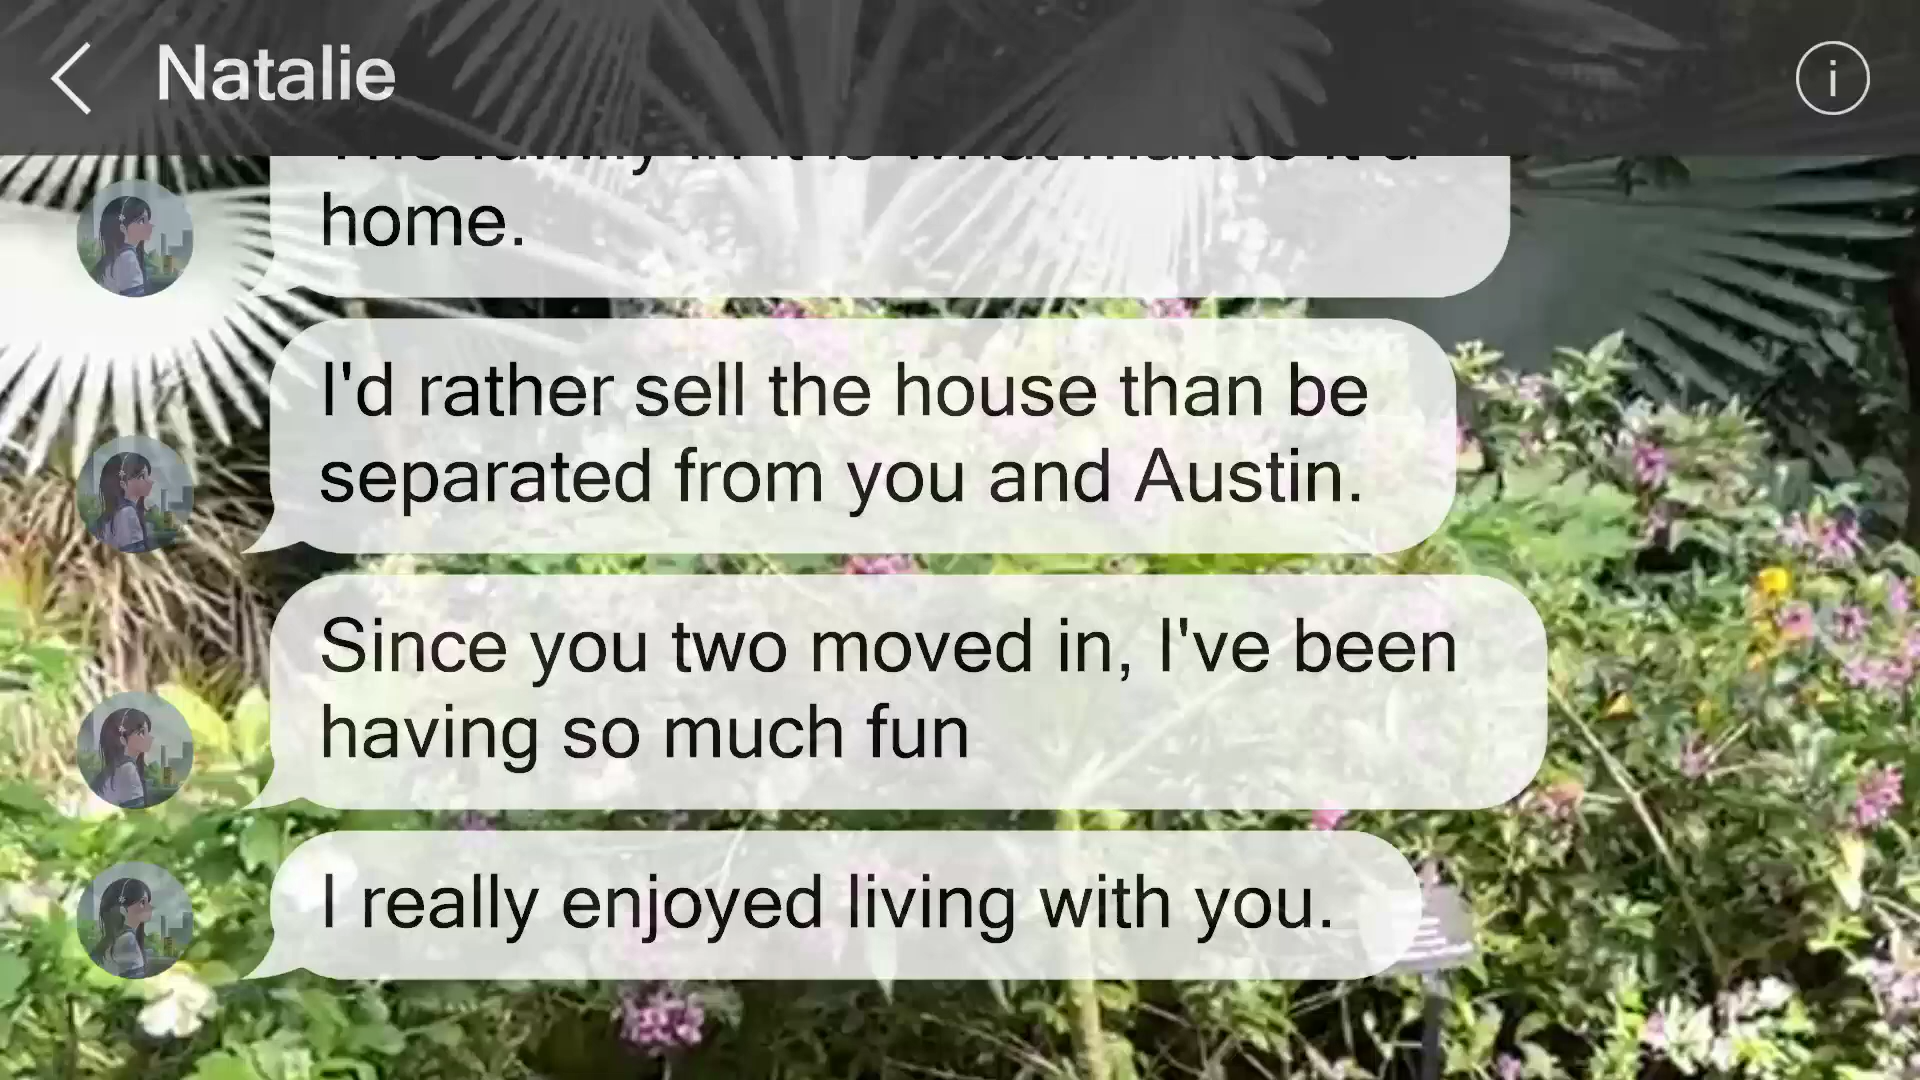 Natalie
home.
I'd rather sell the house than be
separated from you and Austin.
Since you two moved in, I've been
having so much fun
I really enjoyed living with you.